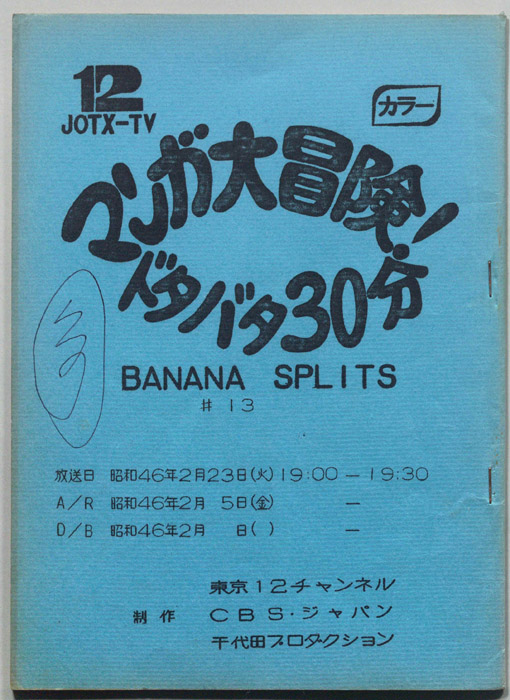 12
JOTX-TV
カラー
マンガ大冒険!
ドタバタ30分
BANANA SPLITS
# 13
放送日 昭和46年2月23日(火)19:00 — 19:30
A/R 昭和46年2月 5日(金) —
D/B 昭和46年2月 日( ) —
東京12チャンネル
制作 CBS・ジャパン
千代田プロダクション